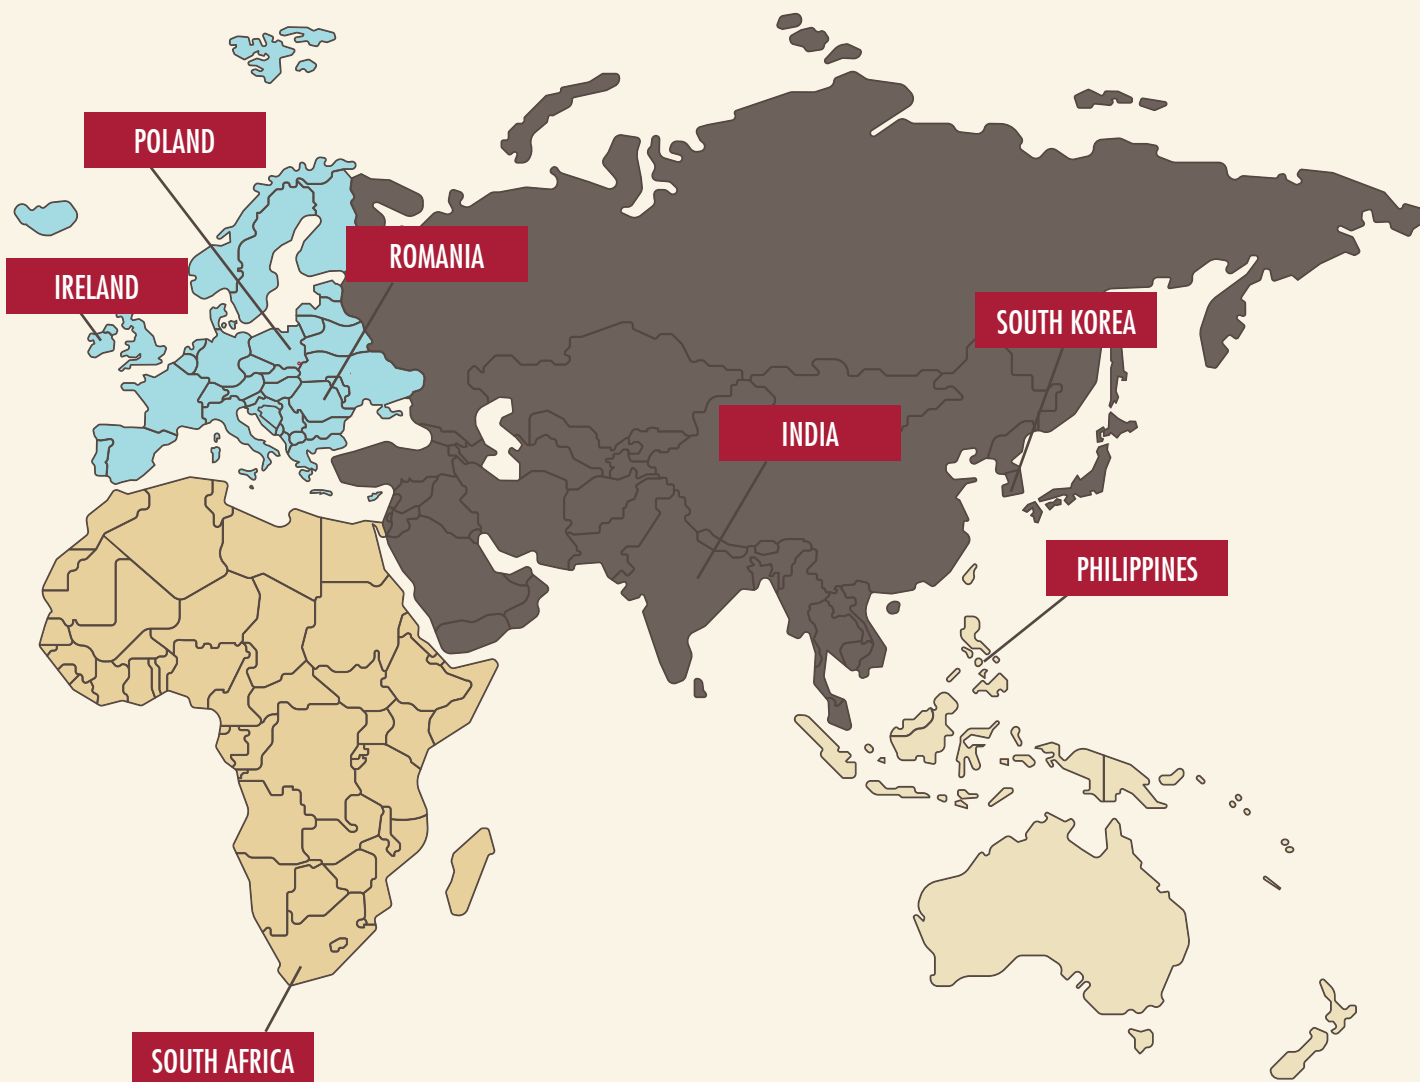 POLAND
ROMANIA
IRELAND
SOUTH KOREA
INDIA
PHILIPPINES
SOUTH AFRICA